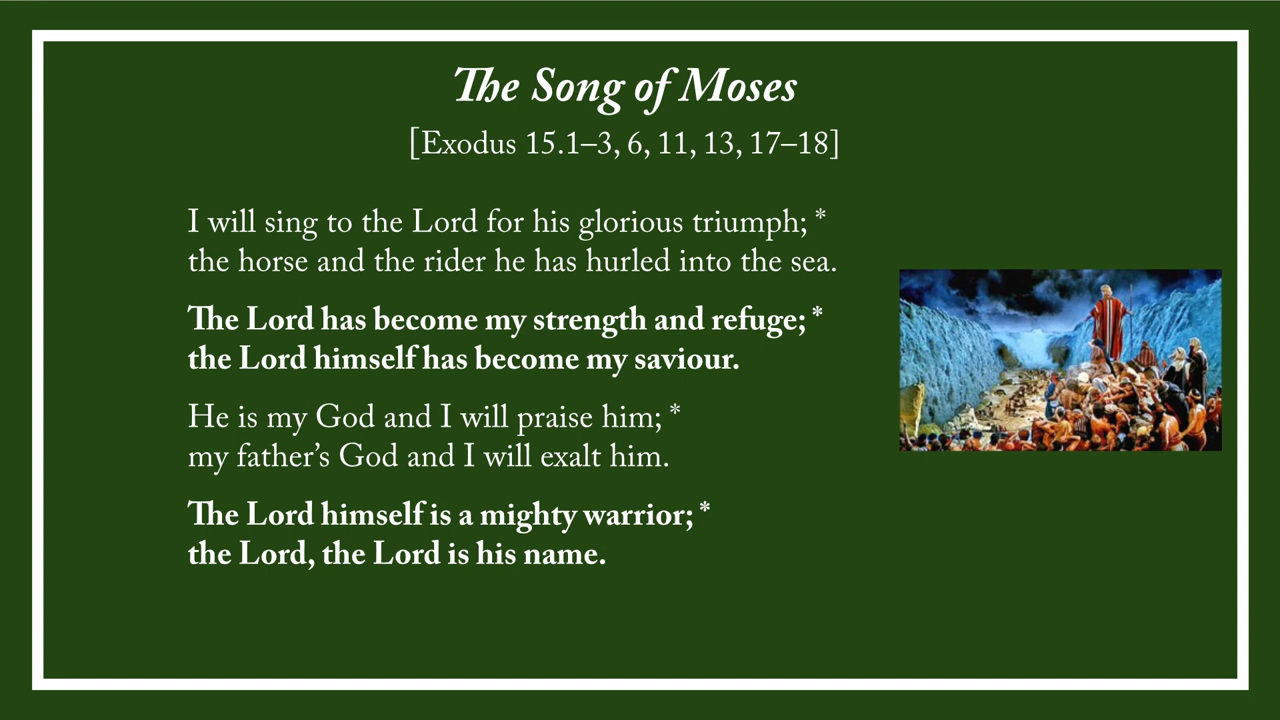 The Song of Moses
[Exodus 15.1–3, 6, 11, 13, 17–18]
I will sing to the Lord for his glorious triumph; *
the horse and the rider he has hurled into the sea.
The Lord has become my strength and refuge; *
the Lord himself has become my saviour.
He is my God and I will praise him; *
my father’s God and I will exalt him.
The Lord himself is a mighty warrior; *
the Lord, the Lord is his name.